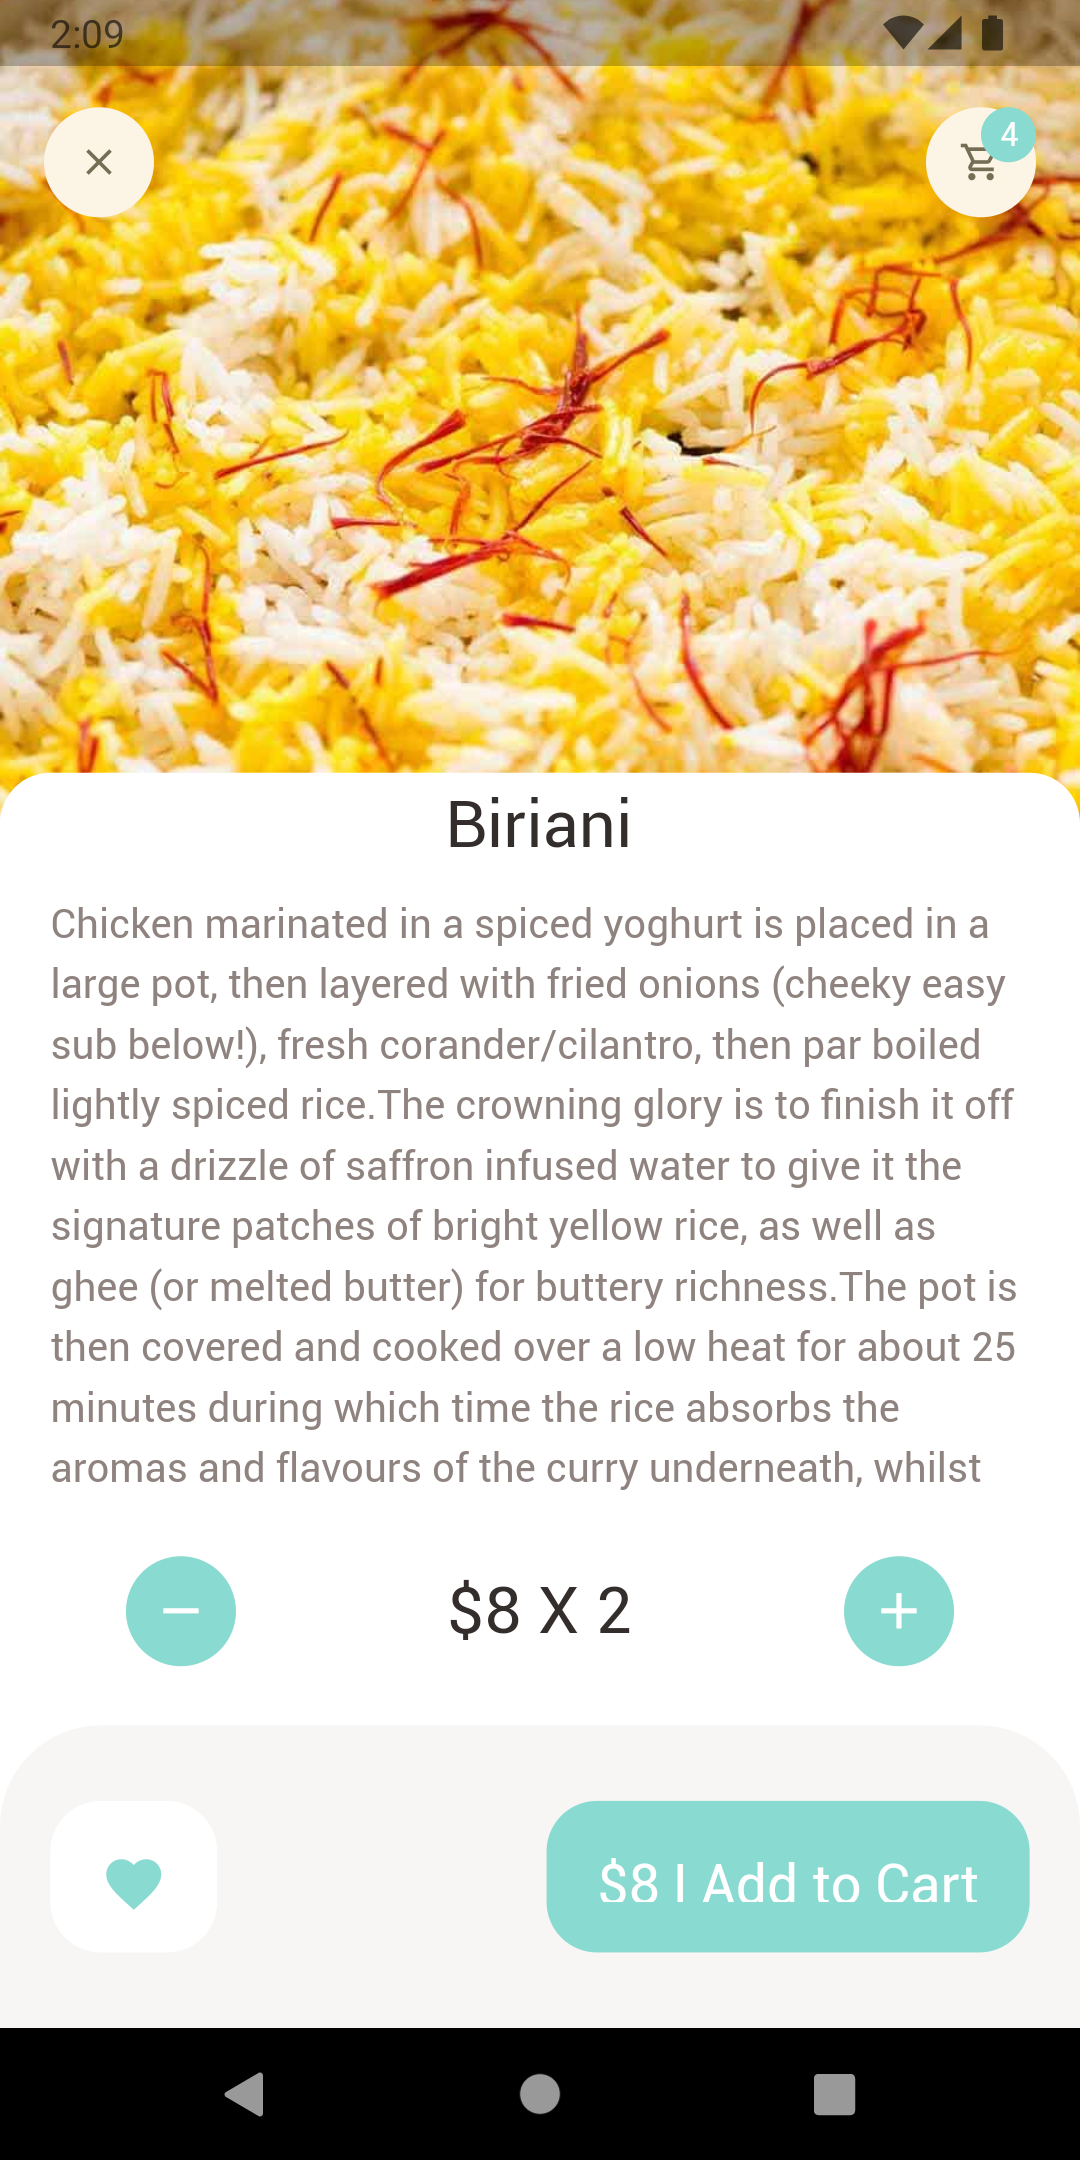 2:09
4
Biriani
Chicken marinated in a spiced yoghurt is placed in a
large pot, then layered with fried onions (cheeky easy
sub below!), fresh corander/cilantro, then par boiled
lightly spiced rice.The crowning glory is to finish it off
with a drizzle of saffron infused water to give it the
signature patches of bright yellow rice, as well as
ghee (or melted butter) for buttery richness.The pot is
then covered and cooked over a low heat for about 25
minutes during which time the rice absorbs the
aromas and flavours of the curry underneath, whilst
$8 X 2
$8 I Add to Cart